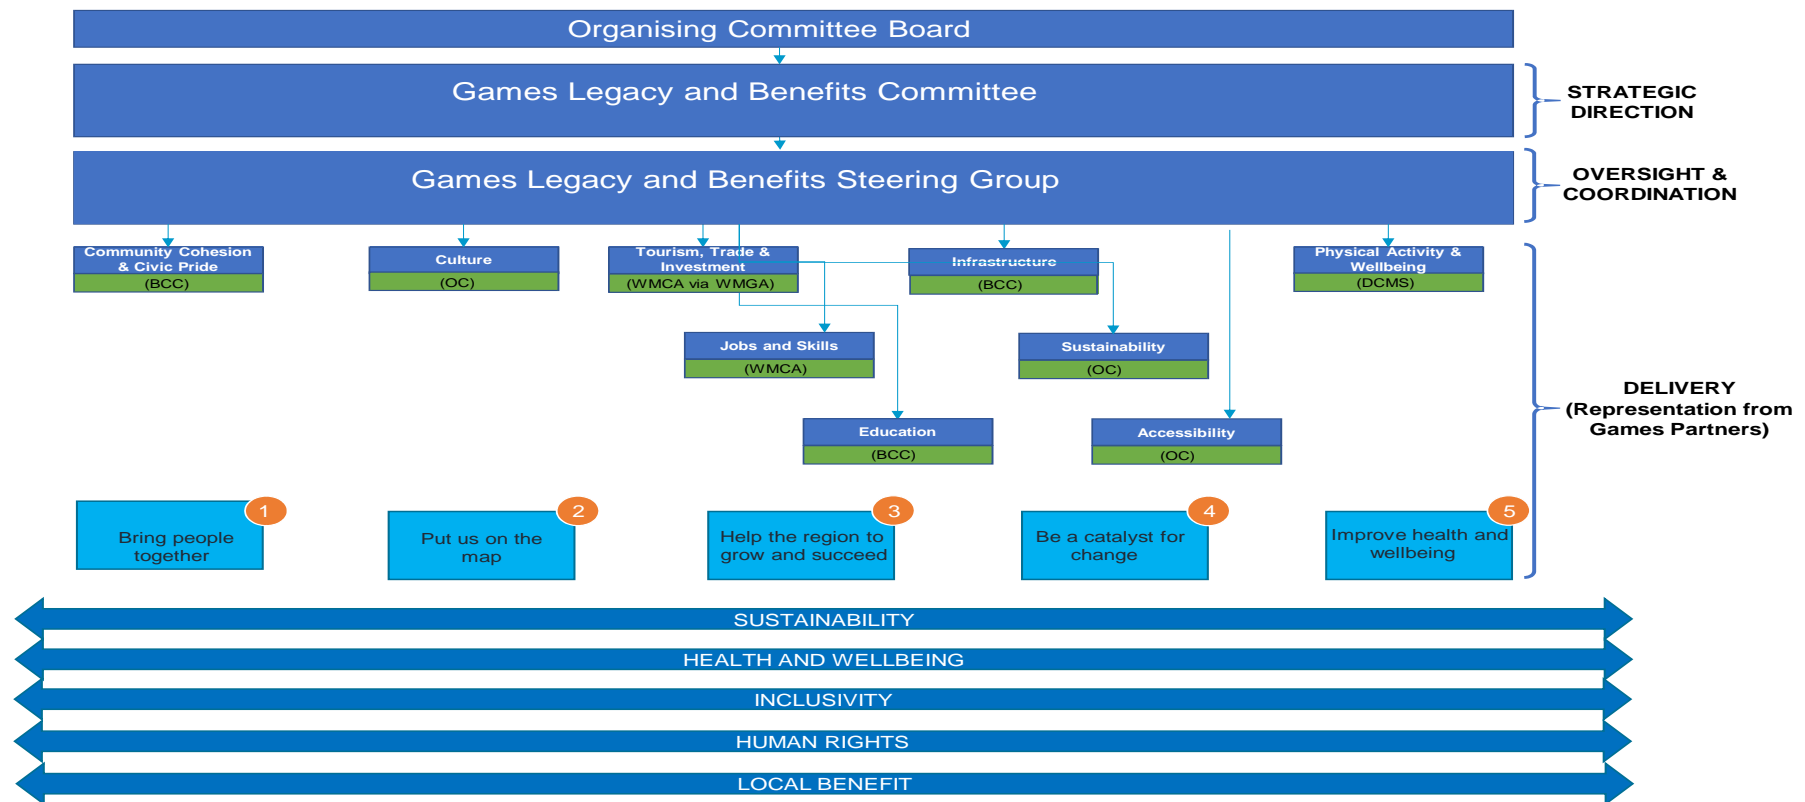 Organising Committee Board
Games Legacy and Benefits Committee
STRATEGIC
DIRECTION
Games Legacy and Benefits Steering Group
OVERSIGHT &
COORDINATION
Community Cohesion
& Civic Pride
(BCC)
Culture
(OC)
Tourism, Trade &
Investment
(WMCA via WMGA)
Infrastructure
(BCC)
Physical Activity &
Wellbeing
(DCMS)
Jobs and Skills
(WMCA)
Sustainability
(OC)
Education
(BCC)
Accessibility
(OC)
DELIVERY
(Representation from
Games Partners)
1
Bring people
together
2
Put us on the
map
3
Help the region to
grow and succeed
4
Be a catalyst for
change
5
Improve health and
wellbeing
SUSTAINABILITY
HEALTH AND WELLBEING
INCLUSIVITY
HUMAN RIGHTS
LOCAL BENEFIT